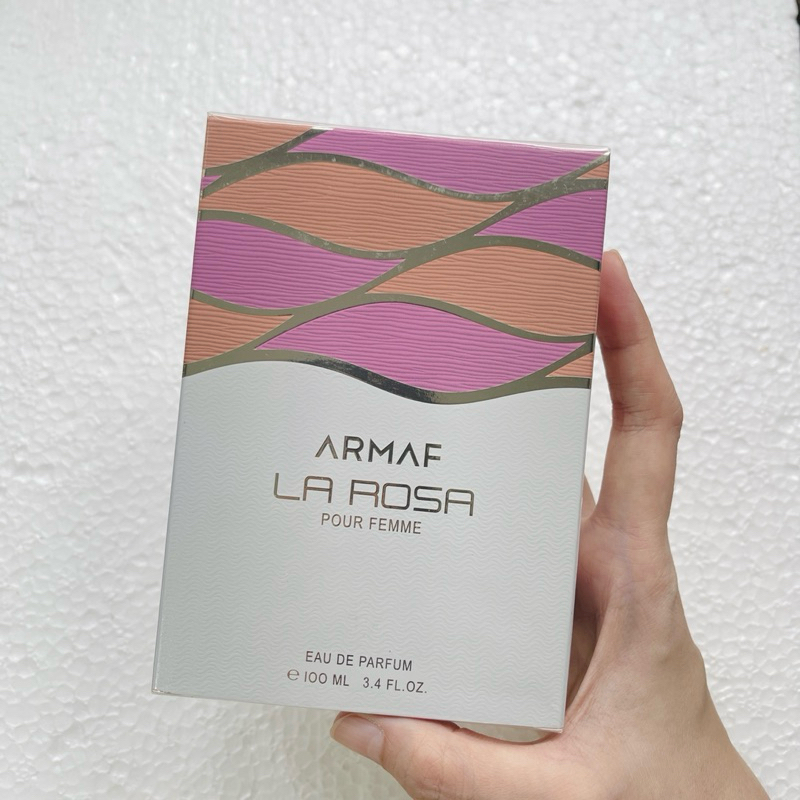 ARMAF
LA ROSA
POUR FEMME
EAU DE PARFUM
℮ 100 ML 3.4 FL.OZ.